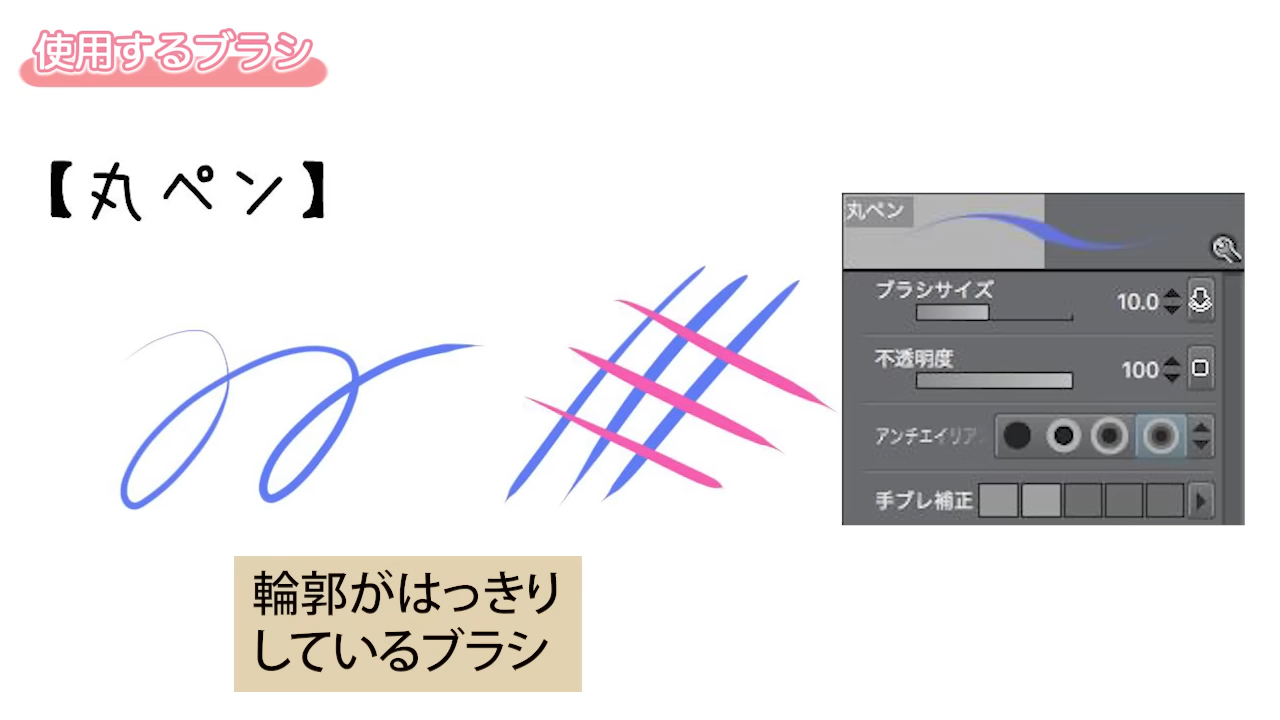 使用するブラシ
【丸ペン】
丸ペン
ブラシサイズ 10.0
不透明度 100
アンチエイリア
手ブレ補正
輪郭がはっきり
しているブラシ